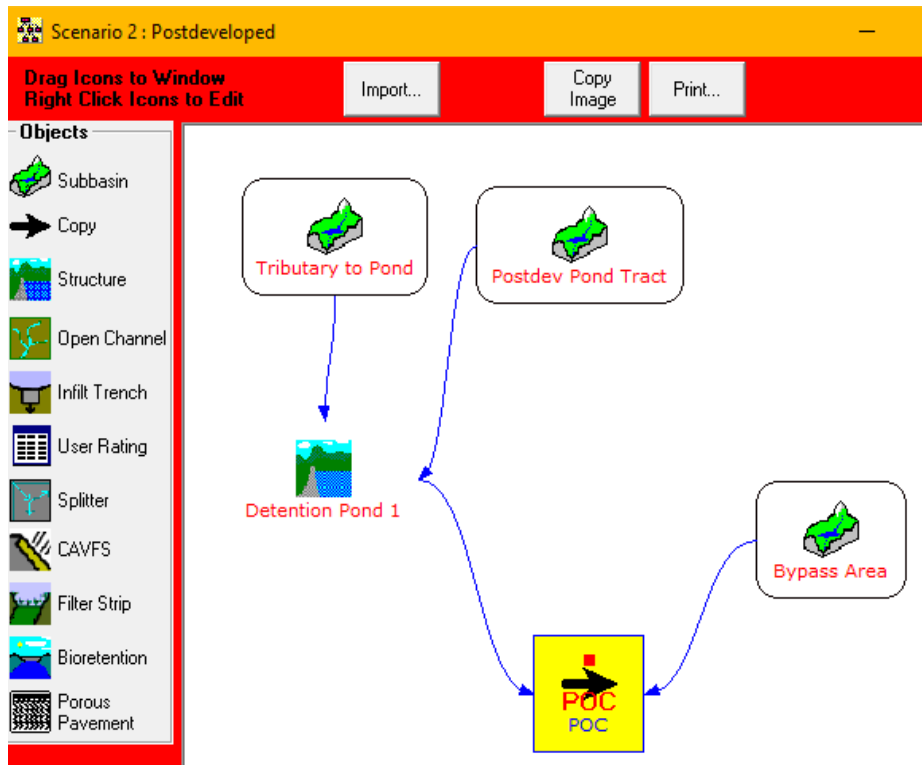 Scenario 2 : Postdeveloped
Drag Icons to Window
Right Click Icons to Edit
Import...
Copy
Image
Print...
Objects
Subbasin
Copy
Structure
Open Channel
Infilt Trench
User Rating
Splitter
CAVFS
Filter Strip
Bioretention
Porous
Pavement
Tributary to Pond
Postdev Pond Tract
Detention Pond 1
Bypass Area
POC
POC